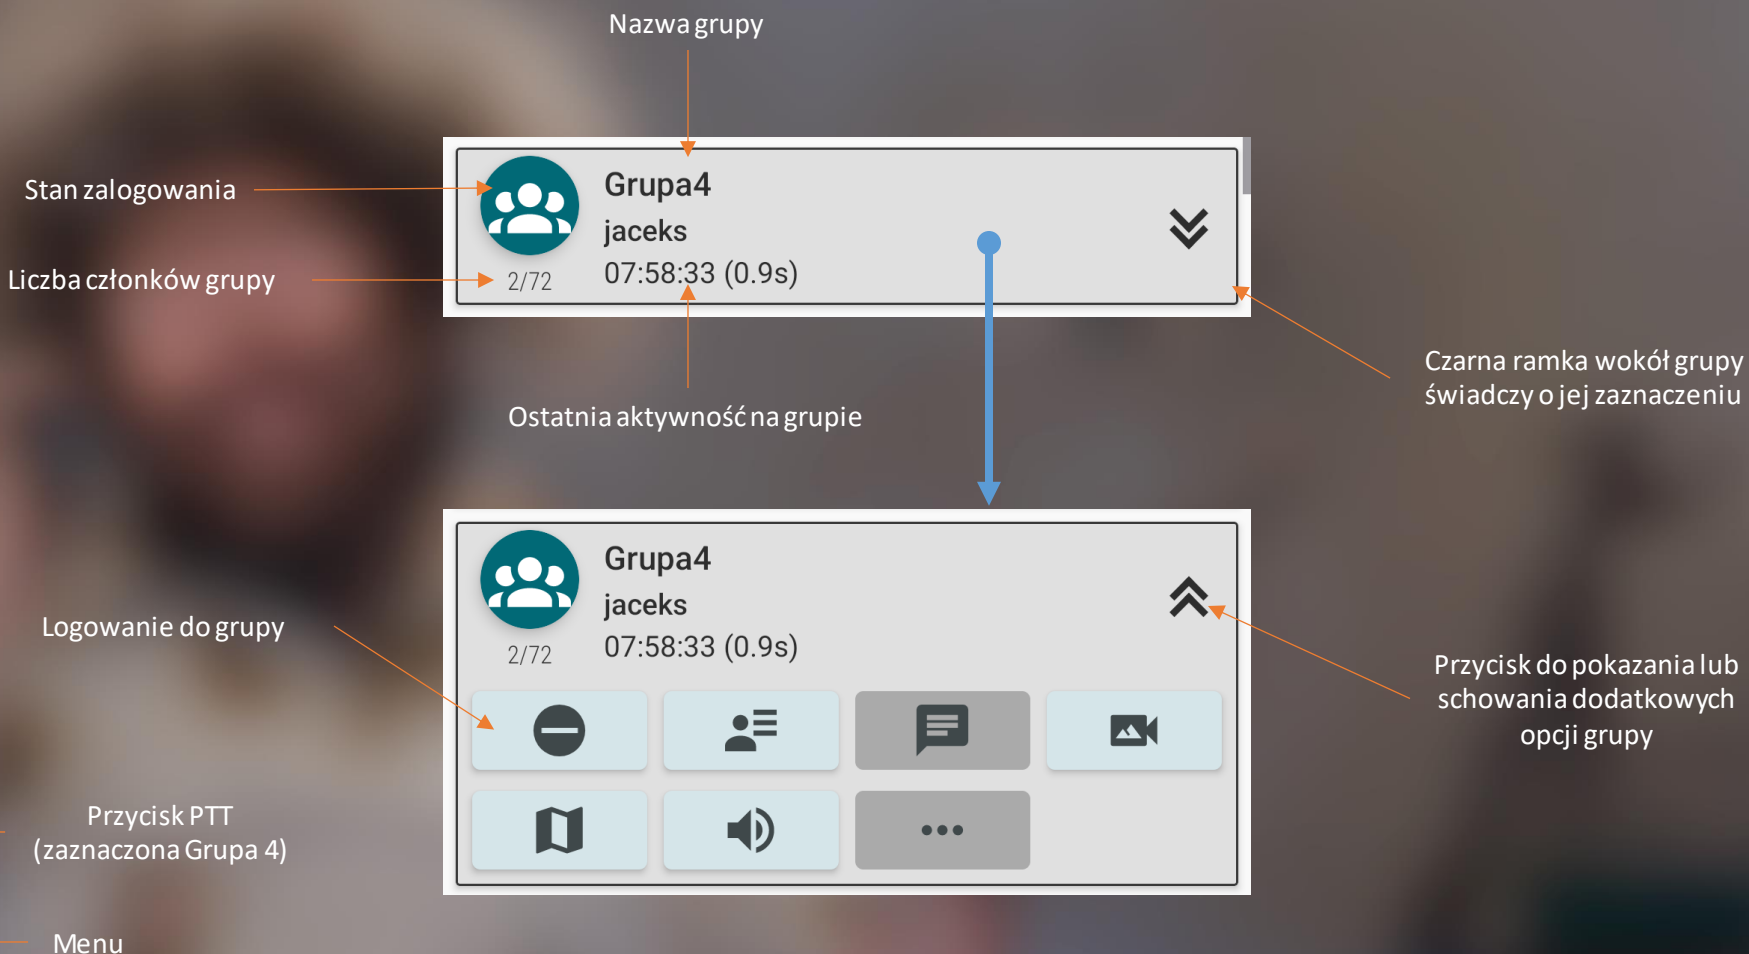 Nazwa grupy
Stan zalogowania
Grupa4
jaceks
Liczba członków grupy
2/72
07:58:33 (0.9s)
Czarna ramka wokół grupy
świadczy o jej zaznaczeniu
Ostatnia aktywność na grupie
Grupa4
jaceks
Logowanie do grupy
2/72
07:58:33 (0.9s)
Przycisk do pokazania lub
schowania dodatkowych
opcji grupy
Przycisk PTT
(zaznaczona Grupa 4)
Menu